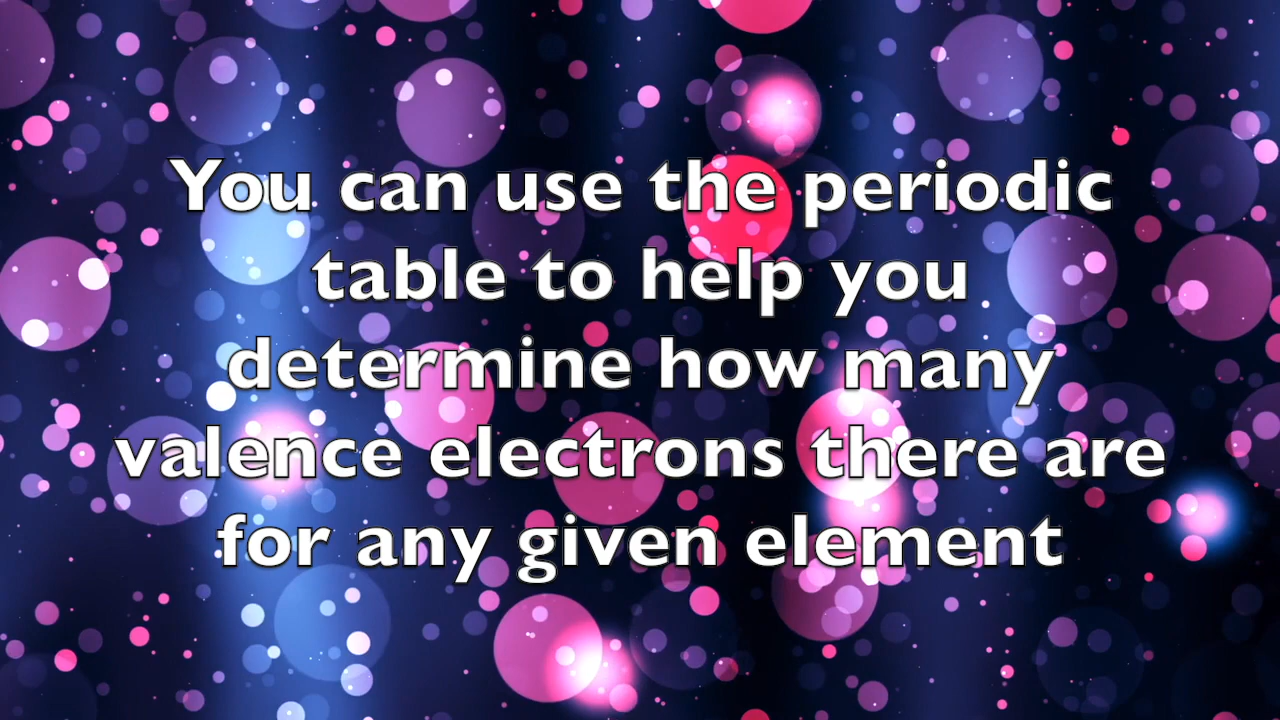 You can use the periodic
table to help you
determine how many
valence electrons there are
for any given element